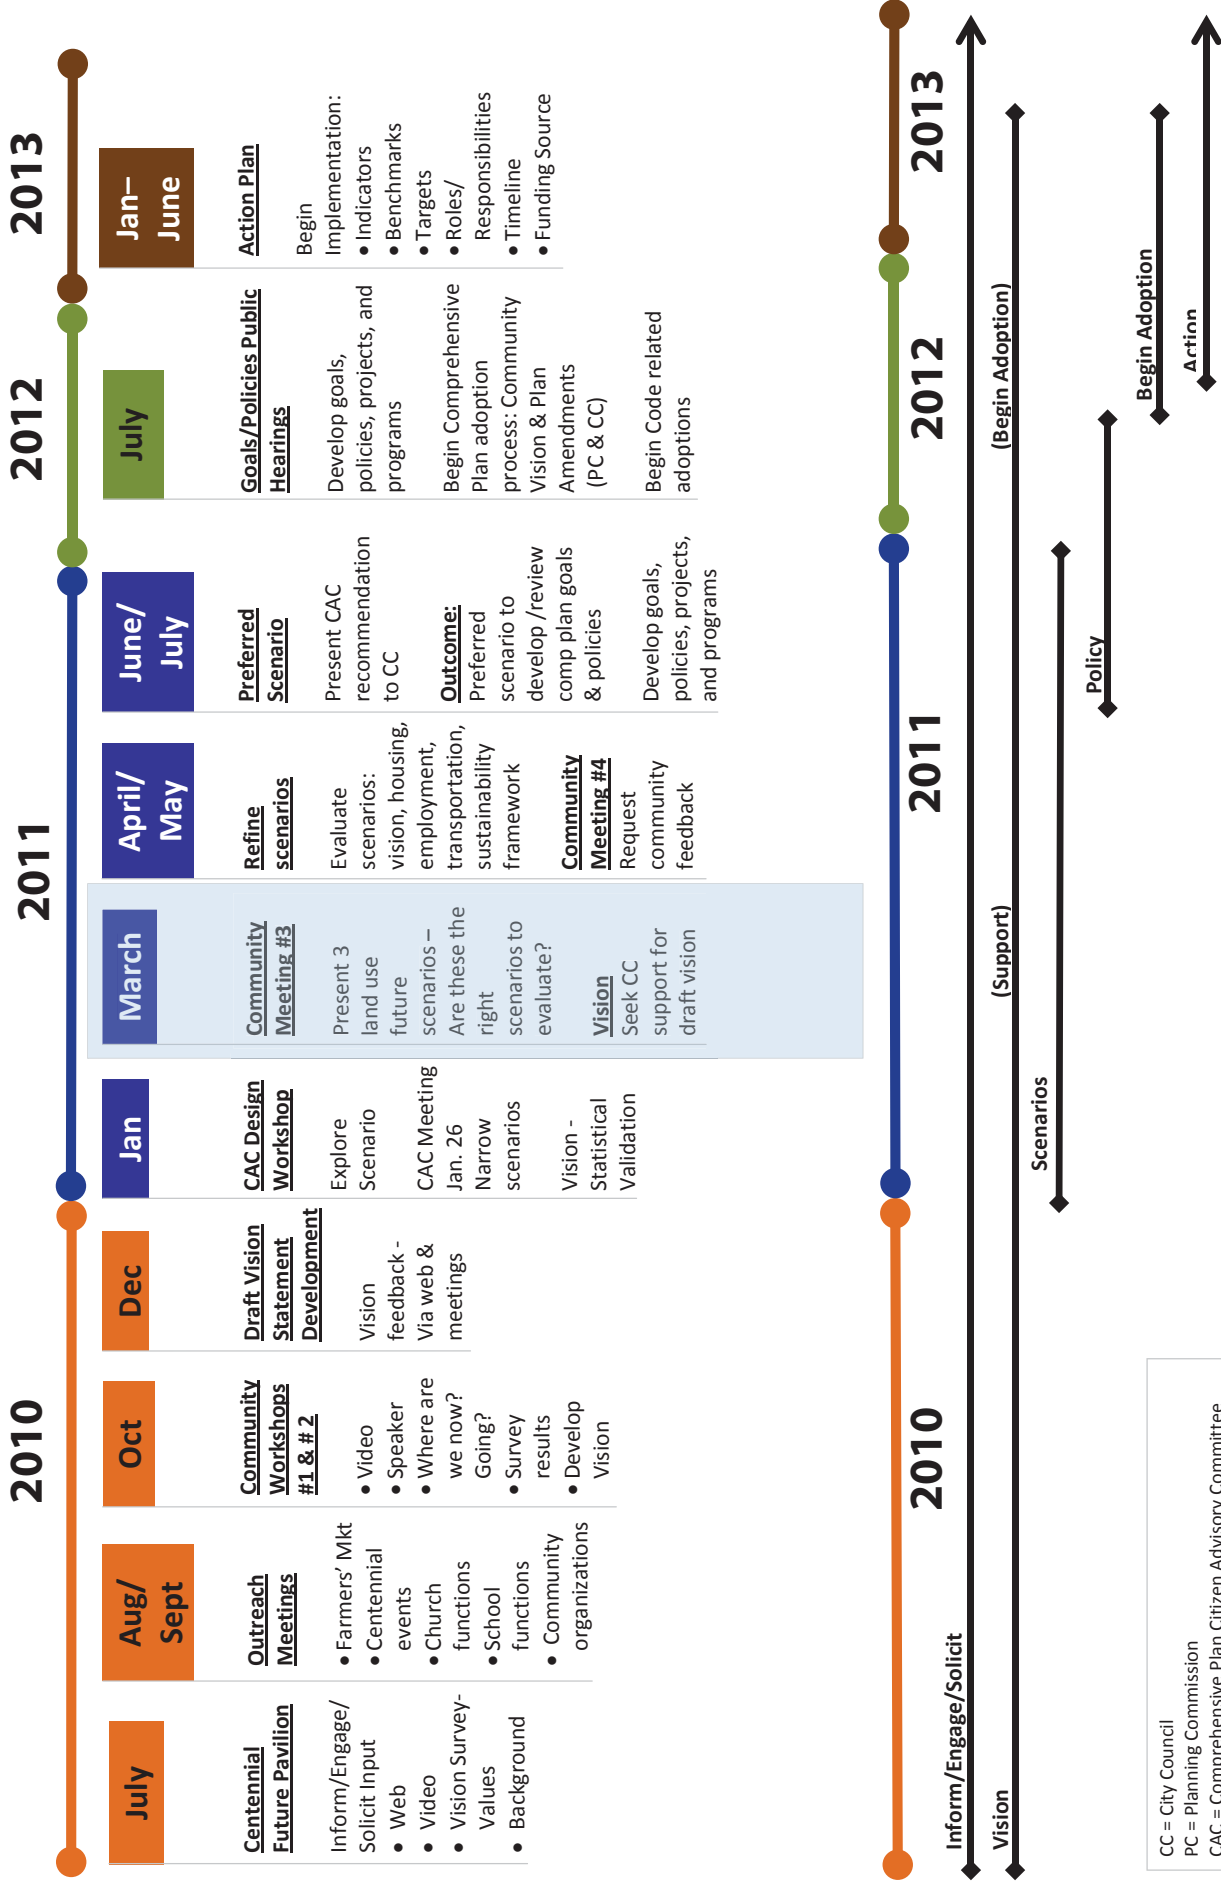 2010
2011
2012
2013
July
Centennial
Future Pavilion
Inform/Engage/
Solicit Input
• Web
• Video
• Vision Survey-
Values
• Background
Aug/
Sept
Outreach
Meetings
• Farmers’ Mkt
• Centennial
events
• Church
functions
• School
functions
• Community
organizations
Oct
Community
Workshops
#1 & # 2
• Video
• Speaker
• Where are
we now?
Going?
• Survey
results
• Develop
Vision
Dec
Draft Vision
Statement
Development
Vision
feedback -
Via web &
meetings
Jan
CAC Design
Workshop
Explore
Scenario
CAC Meeting
Jan. 26
Narrow
scenarios
Vision -
Statistical
Validation
March
Community
Meeting #3
Present 3
land use
future
scenarios –
Are these the
right
scenarios to
evaluate?
Vision
Seek CC
support for
draft vision
April/
May
Refine
scenarios
Evaluate
scenarios:
vision, housing,
employment,
transportation,
sustainability
framework
Community
Meeting #4
Request
community
feedback
June/
July
Preferred
Scenario
Present CAC
recommendation
to CC
Outcome:
Preferred
scenario to
develop /review
comp plan goals
& policies
Develop goals,
policies, projects,
and programs
July
Goals/Policies Public
Hearings
Develop goals,
policies, projects, and
programs
Begin Comprehensive
Plan adoption
process: Community
Vision & Plan
Amendments
(PC & CC)
Begin Code related
adoptions
Jan–
June
Action Plan
Begin
Implementation:
• Indicators
• Benchmarks
• Targets
• Roles/
Responsibilities
• Timeline
• Funding Source
2010
2011
2012
2013
Inform/Engage/Solicit
Vision
(Support)
(Begin Adoption)
Scenarios
Policy
Begin Adoption
Action
CC = City Council
PC = Planning Commission
CAC = Comprehensive Plan Citizen Advisory Committee